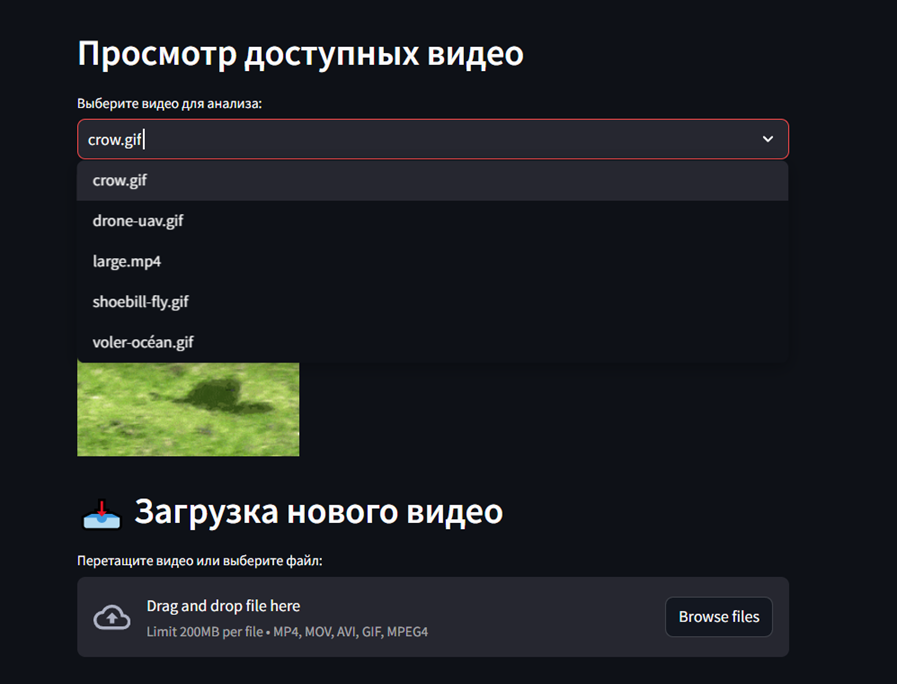 Просмотр доступных видео
Выберите видео для анализа:
crow.gif
crow.gif
drone-uav.gif
large.mp4
shoebill-fly.gif
voler-océan.gif
Загрузка нового видео
Перетащите видео или выберите файл:
Drag and drop file here
Limit 200MB per file • MP4, MOV, AVI, GIF, MPEG4
Browse files